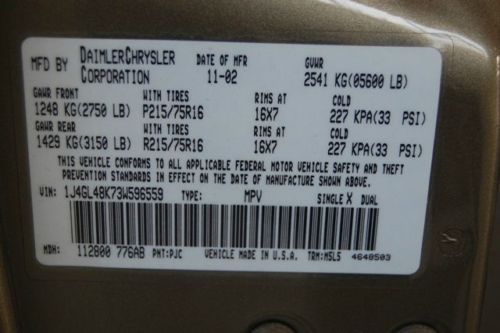 MFD BY DAIMLERCHRYSLER CORPORATION DATE OF MFR 11-02 GVWR 2541 KG(05600 LB)
GAWR FRONT WITH TIRES RIMS AT COLD
1248 KG(2750 LB) P215/75R16 16X7 227 KPA(33 PSI)
GAWR REAR WITH TIRES RIMS AT COLD
1429 KG(3150 LB) R215/75R16 16X7 227 KPA(33 PSI)
THIS VEHICLE CONFORMS TO ALL APPLICABLE FEDERAL MOTOR VEHICLE SAFETY AND THEFT
PREVENTION STANDARDS IN EFFECT ON THE DATE OF MANUFACTURE SHOWN ABOVE.
VIN: 1J4GL48K73W596559 TYPE: MPV SINGLE X DUAL
MDH: 112800 776AB PNT:PJC VEHICLE MADE IN U.S.A. TRM:MSL5 4648503